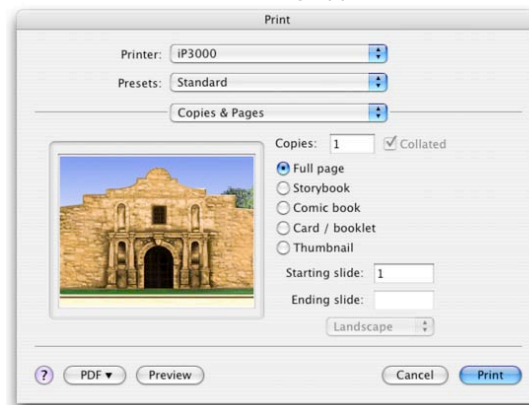 Print
Printer: iP3000
Presets: Standard
Copies & Pages
Copies: 1 Collated
Full page
Storybook
Comic book
Card / booklet
Thumbnail
Starting slide: 1
Ending slide:
Landscape
? PDF Preview Cancel Print